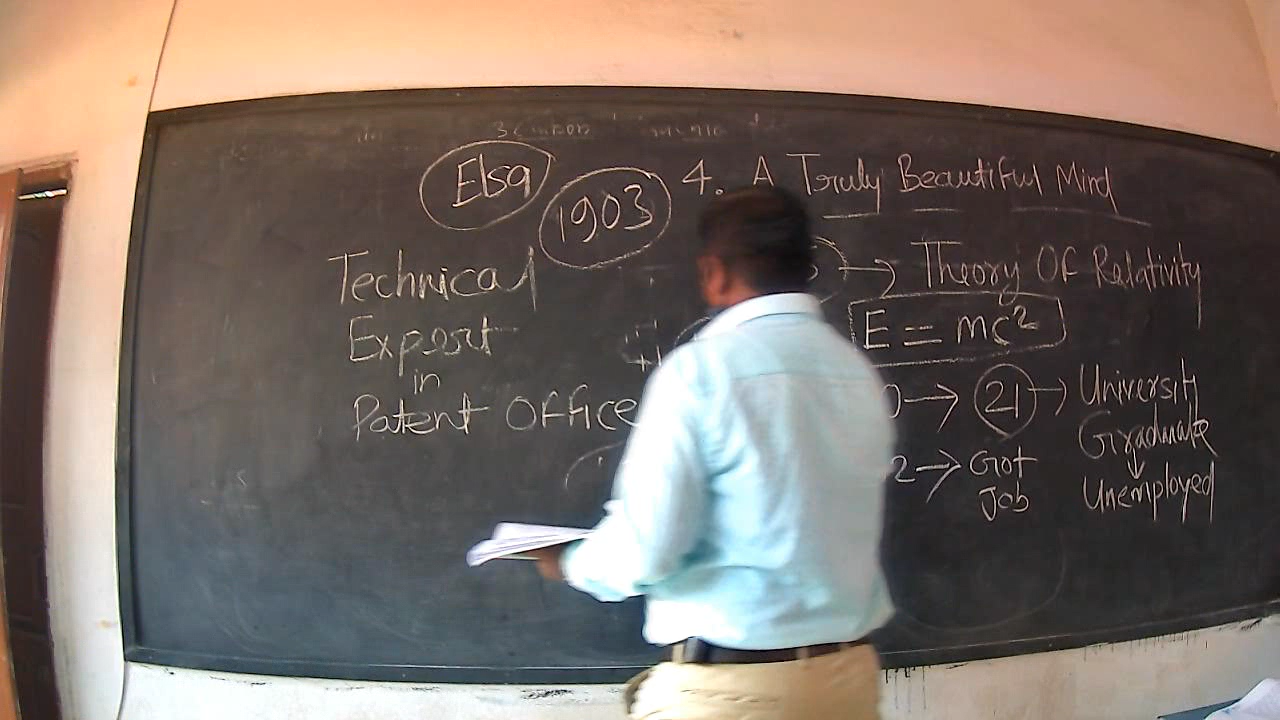 4. A Truly Beautiful Mind
Elsa
1903
→ Theory Of Relativity
E = mc²
Technical
Expert
in
Patent Office
0 → 21 → University
Graduate
↓
Unemployed
2 → Got
Job